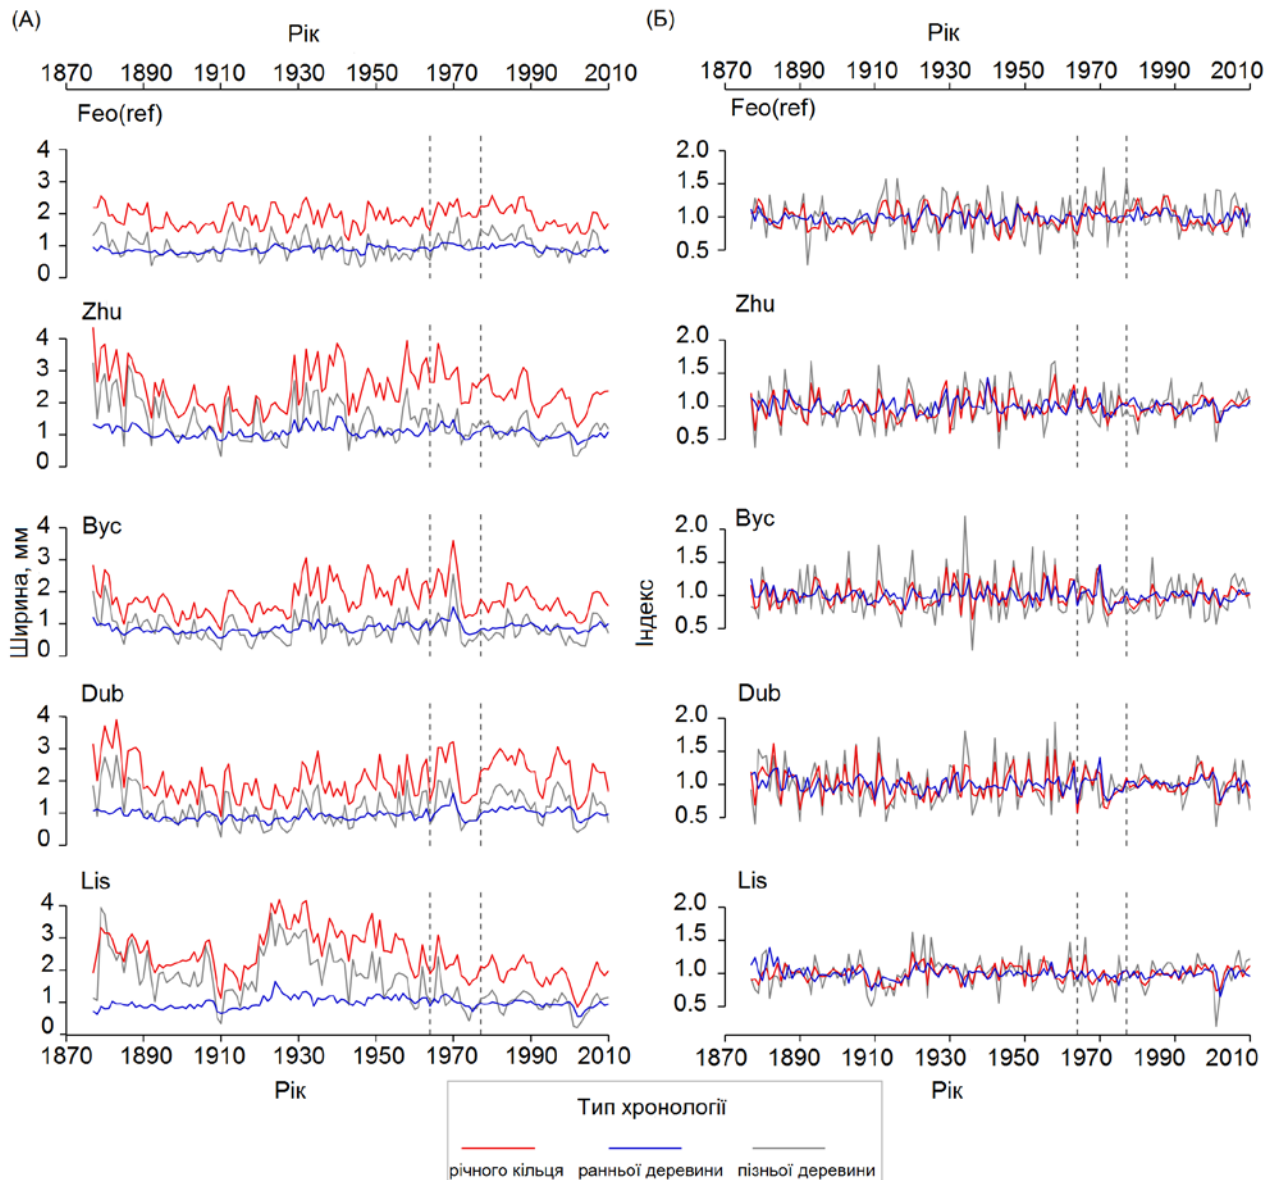 (А)
(Б)
Рік
Рік
1870 1890 1910 1930 1950 1970 1990 2010
1870 1890 1910 1930 1950 1970 1990 2010
Feo(ref)
4
3
2
1
0
Zhu
4
3
2
1
0
Byc
4
3
2
1
0
Dub
4
3
2
1
0
Lis
4
3
2
1
0
Ширина, мм
1870 1890 1910 1930 1950 1970 1990 2010
Рік
Feo(ref)
2.0
1.5
1.0
0.5
Zhu
2.0
1.5
1.0
0.5
Byc
2.0
1.5
1.0
0.5
Dub
2.0
1.5
1.0
0.5
Lis
2.0
1.5
1.0
0.5
Індекс
1870 1890 1910 1930 1950 1970 1990 2010
Рік
Тип хронології
річного кільця ранньої деревини пізньої деревини